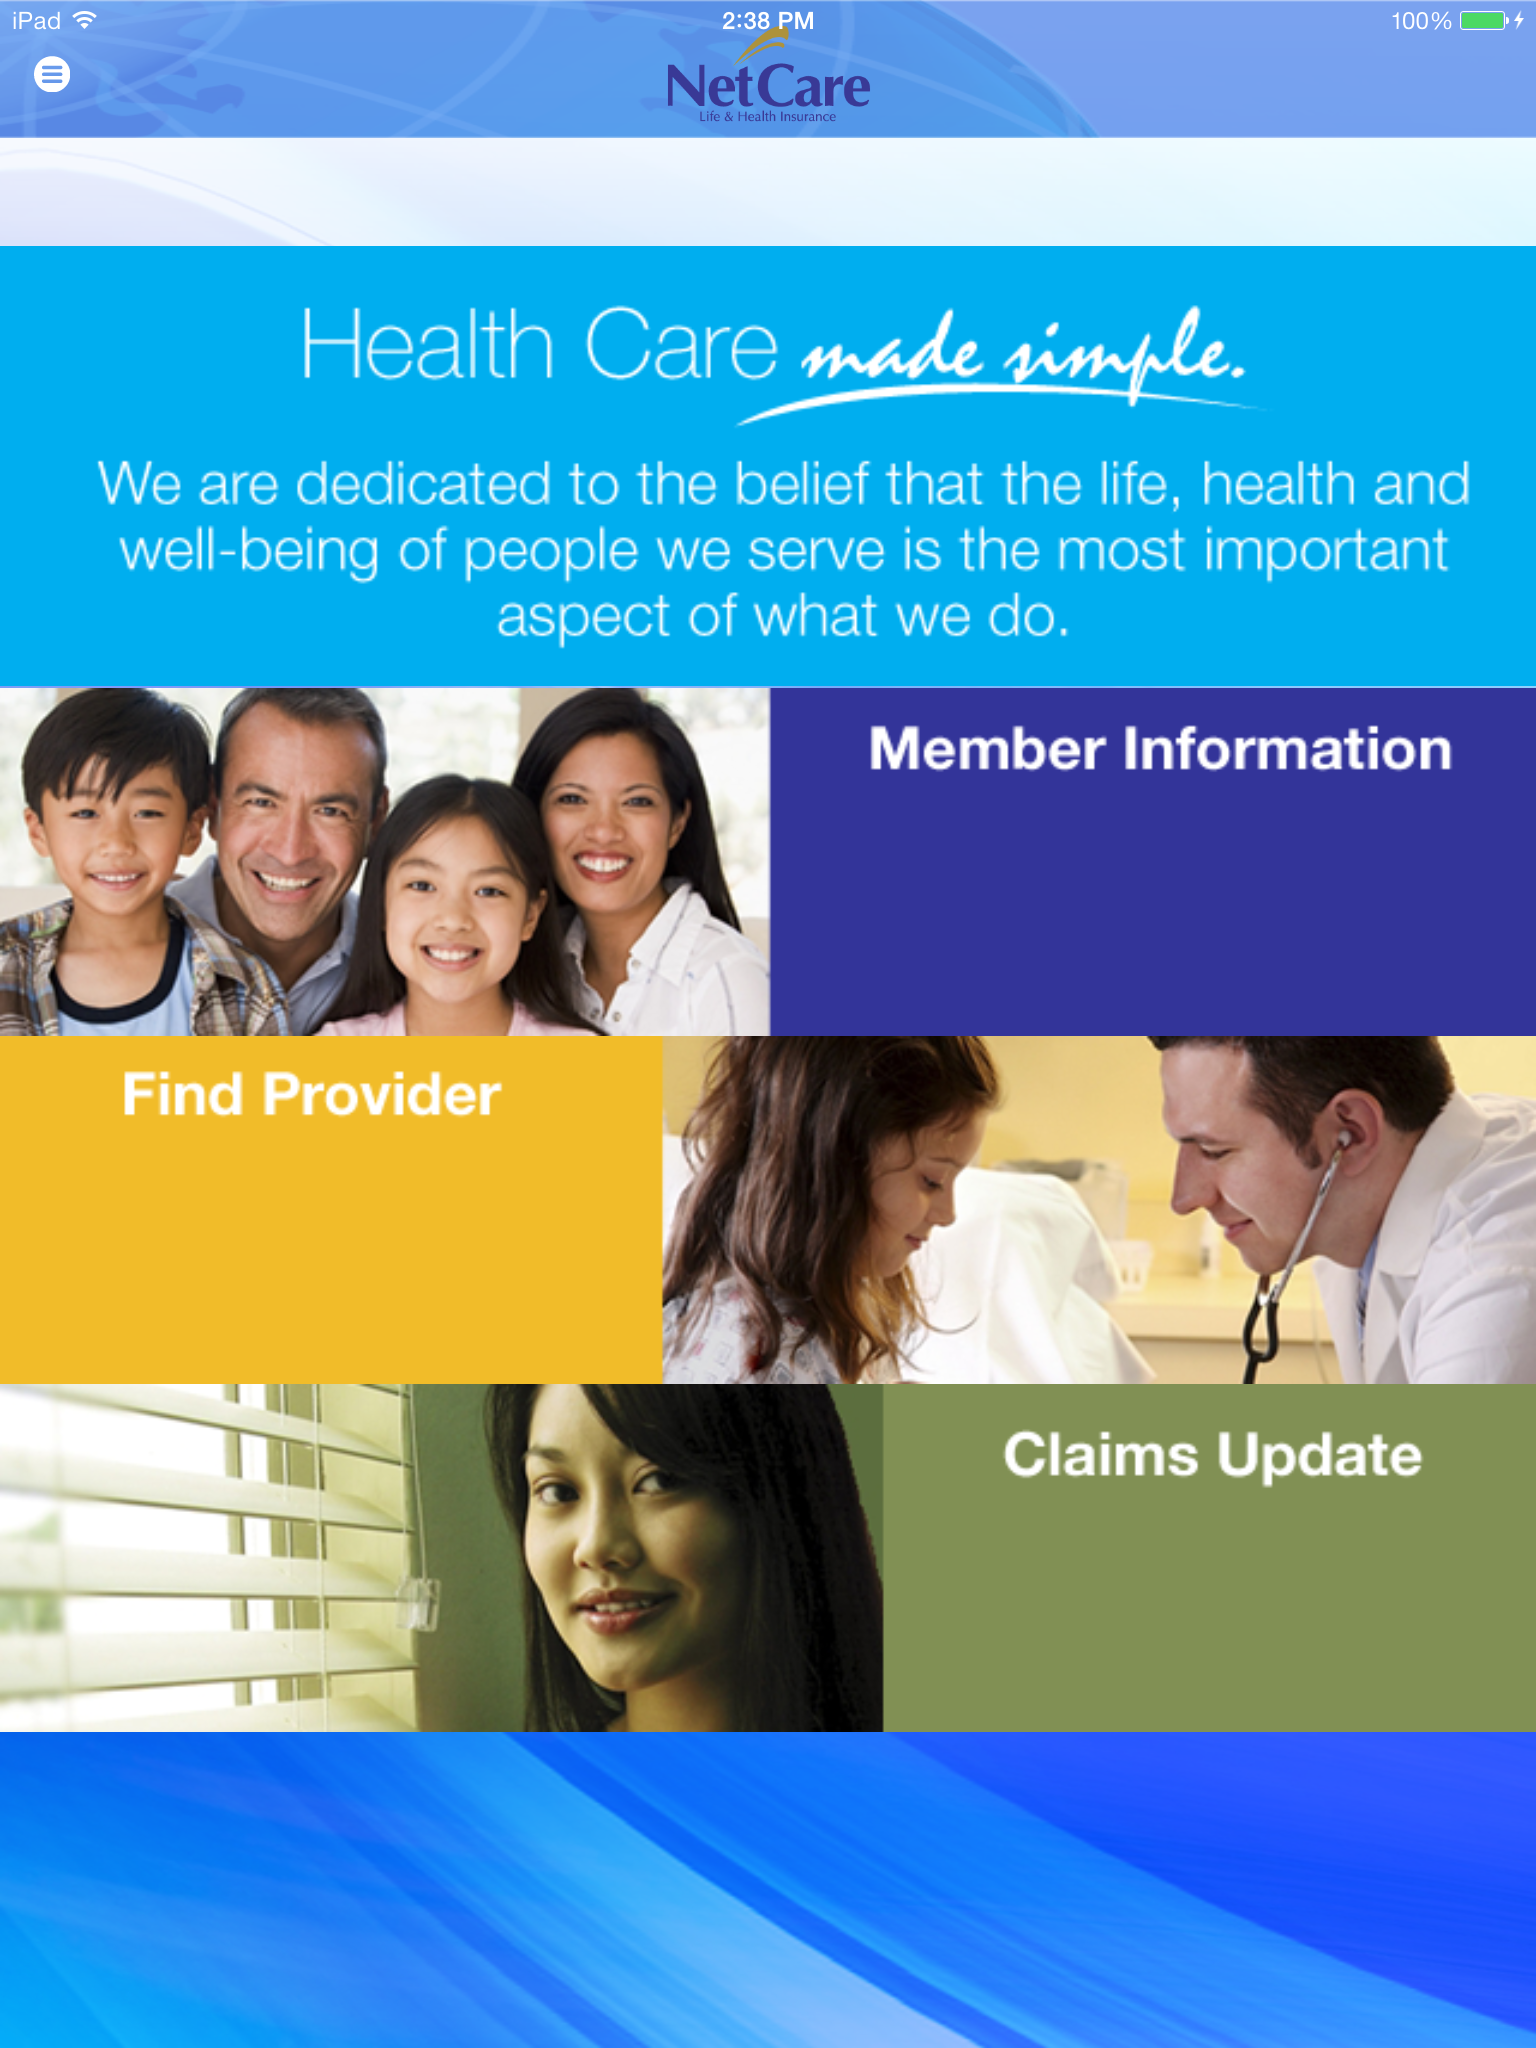 iPad 2:38 PM 100%
NetCare
Life & Health Insurance
Health Care made simple.
We are dedicated to the belief that the life, health and
well-being of people we serve is the most important
aspect of what we do.
Member Information
Find Provider
Claims Update